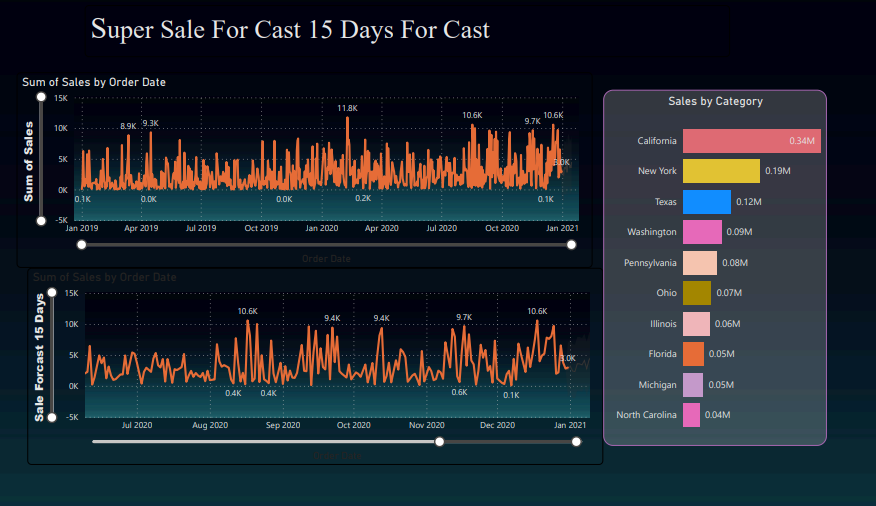 Super Sale For Cast 15 Days For Cast
Sum of Sales by Order Date
Sum of Sales
15K
10K
5K
0K
-5K
8.9K
9.3K
11.8K
10.6K
9.7K
10.6K
3.0K
0.1K
0.0K
0.0K
0.2K
0.1K
Jan 2019
Apr 2019
Jul 2019
Oct 2019
Jan 2020
Apr 2020
Jul 2020
Oct 2020
Jan 2021
Order Date
Sum of Sales by Order Date
Sale Forcast 15 Days
15K
10K
5K
0K
-5K
10.6K
9.4K
9.4K
9.7K
10.6K
3.0K
0.4K
0.4K
0.6K
0.1K
Jul 2020
Aug 2020
Sep 2020
Oct 2020
Nov 2020
Dec 2020
Jan 2021
Sales by Category
California 0.34M
New York 0.19M
Texas 0.12M
Washington 0.09M
Pennsylvania 0.08M
Ohio 0.07M
Illinois 0.06M
Florida 0.05M
Michigan 0.05M
North Carolina 0.04M